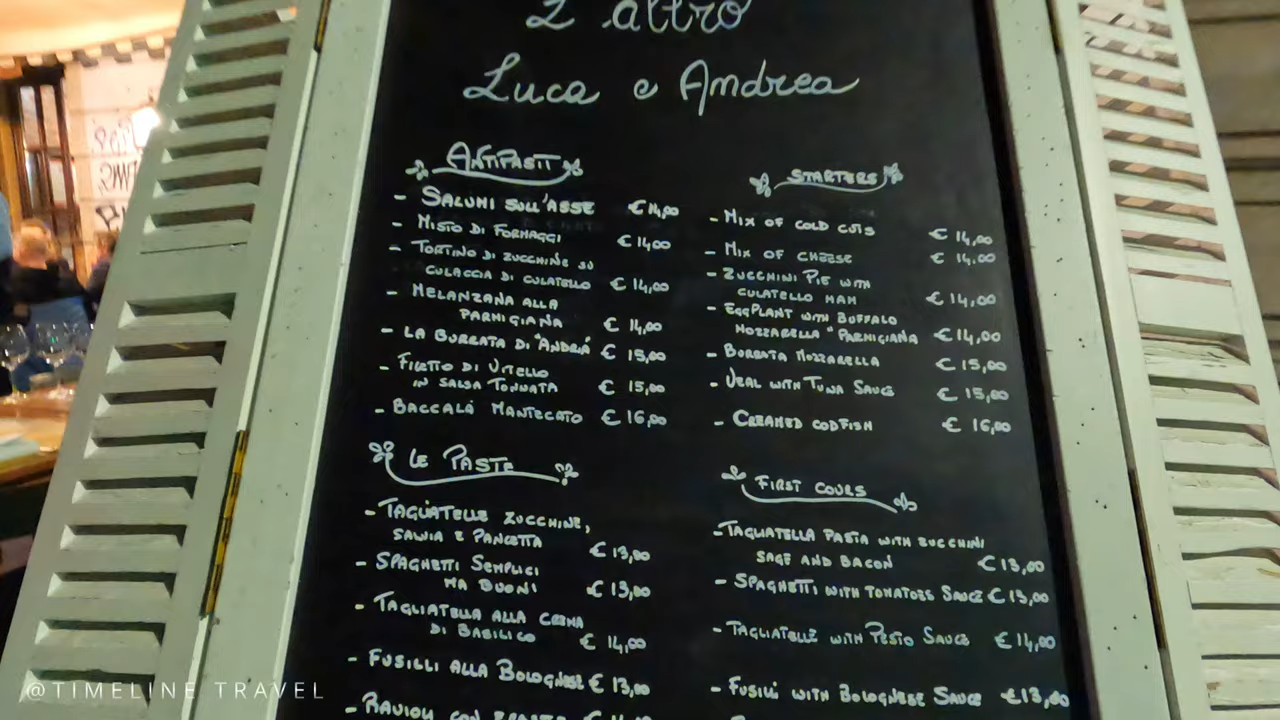 L'altro
Luca e Andrea
ANTIPASTI
- SALUMI SULL'ASSE €14,00
- MISTO DI FORMAGGI €14,00
- TORTINO DI ZUCCHINE SU
CULACCIA DI CULATELLO €14,00
- MELANZANA ALLA
PARMIGIANA € 14,00
- LA BURRATA DI "ANDRIA" € 15,00
- FILETTO DI VITELLO
IN SALSA TONNATA € 15,00
- BACCALÀ MANTECATO € 16,00
LE PASTE
- TAGLIATELLE ZUCCHINE,
SALVIA E PANCETTA € 13,00
- SPAGHETTI SEMPLICI
MA BUONI € 13,00
- TAGLIATELLA ALLA CREMA
DI BASILICO € 14,00
- FUSILLI ALLA BOLOGNESE € 13,00
- RAVIOLI CON
STARTERS
- MIX OF COLD CUTS € 14,00
- MIX OF CHEESE € 14,00
- ZUCCHINI PIE WITH
CULATELLO HAM € 14,00
- EGGPLANT WITH BUFFALO
MOZZARELLA "PARMIGIANA €14,00
- BURRATA MOZZARELLA € 15,00
- VEAL WITH TUNA SAUCE € 15,00
- CREAMED CODFISH € 16,00
FIRST COURS
- TAGLIATELLA PASTA WITH ZUCCHINI
SAGE AND BACON € 13,00
- SPAGHETTI WITH TOMATOES SAUCE € 13,00
- TAGLIATELLE WITH PESTO SAUCE € 14,00
- FUSILLI WITH BOLOGNESE SAUCE €13,00
@TIMELINE TRAVEL